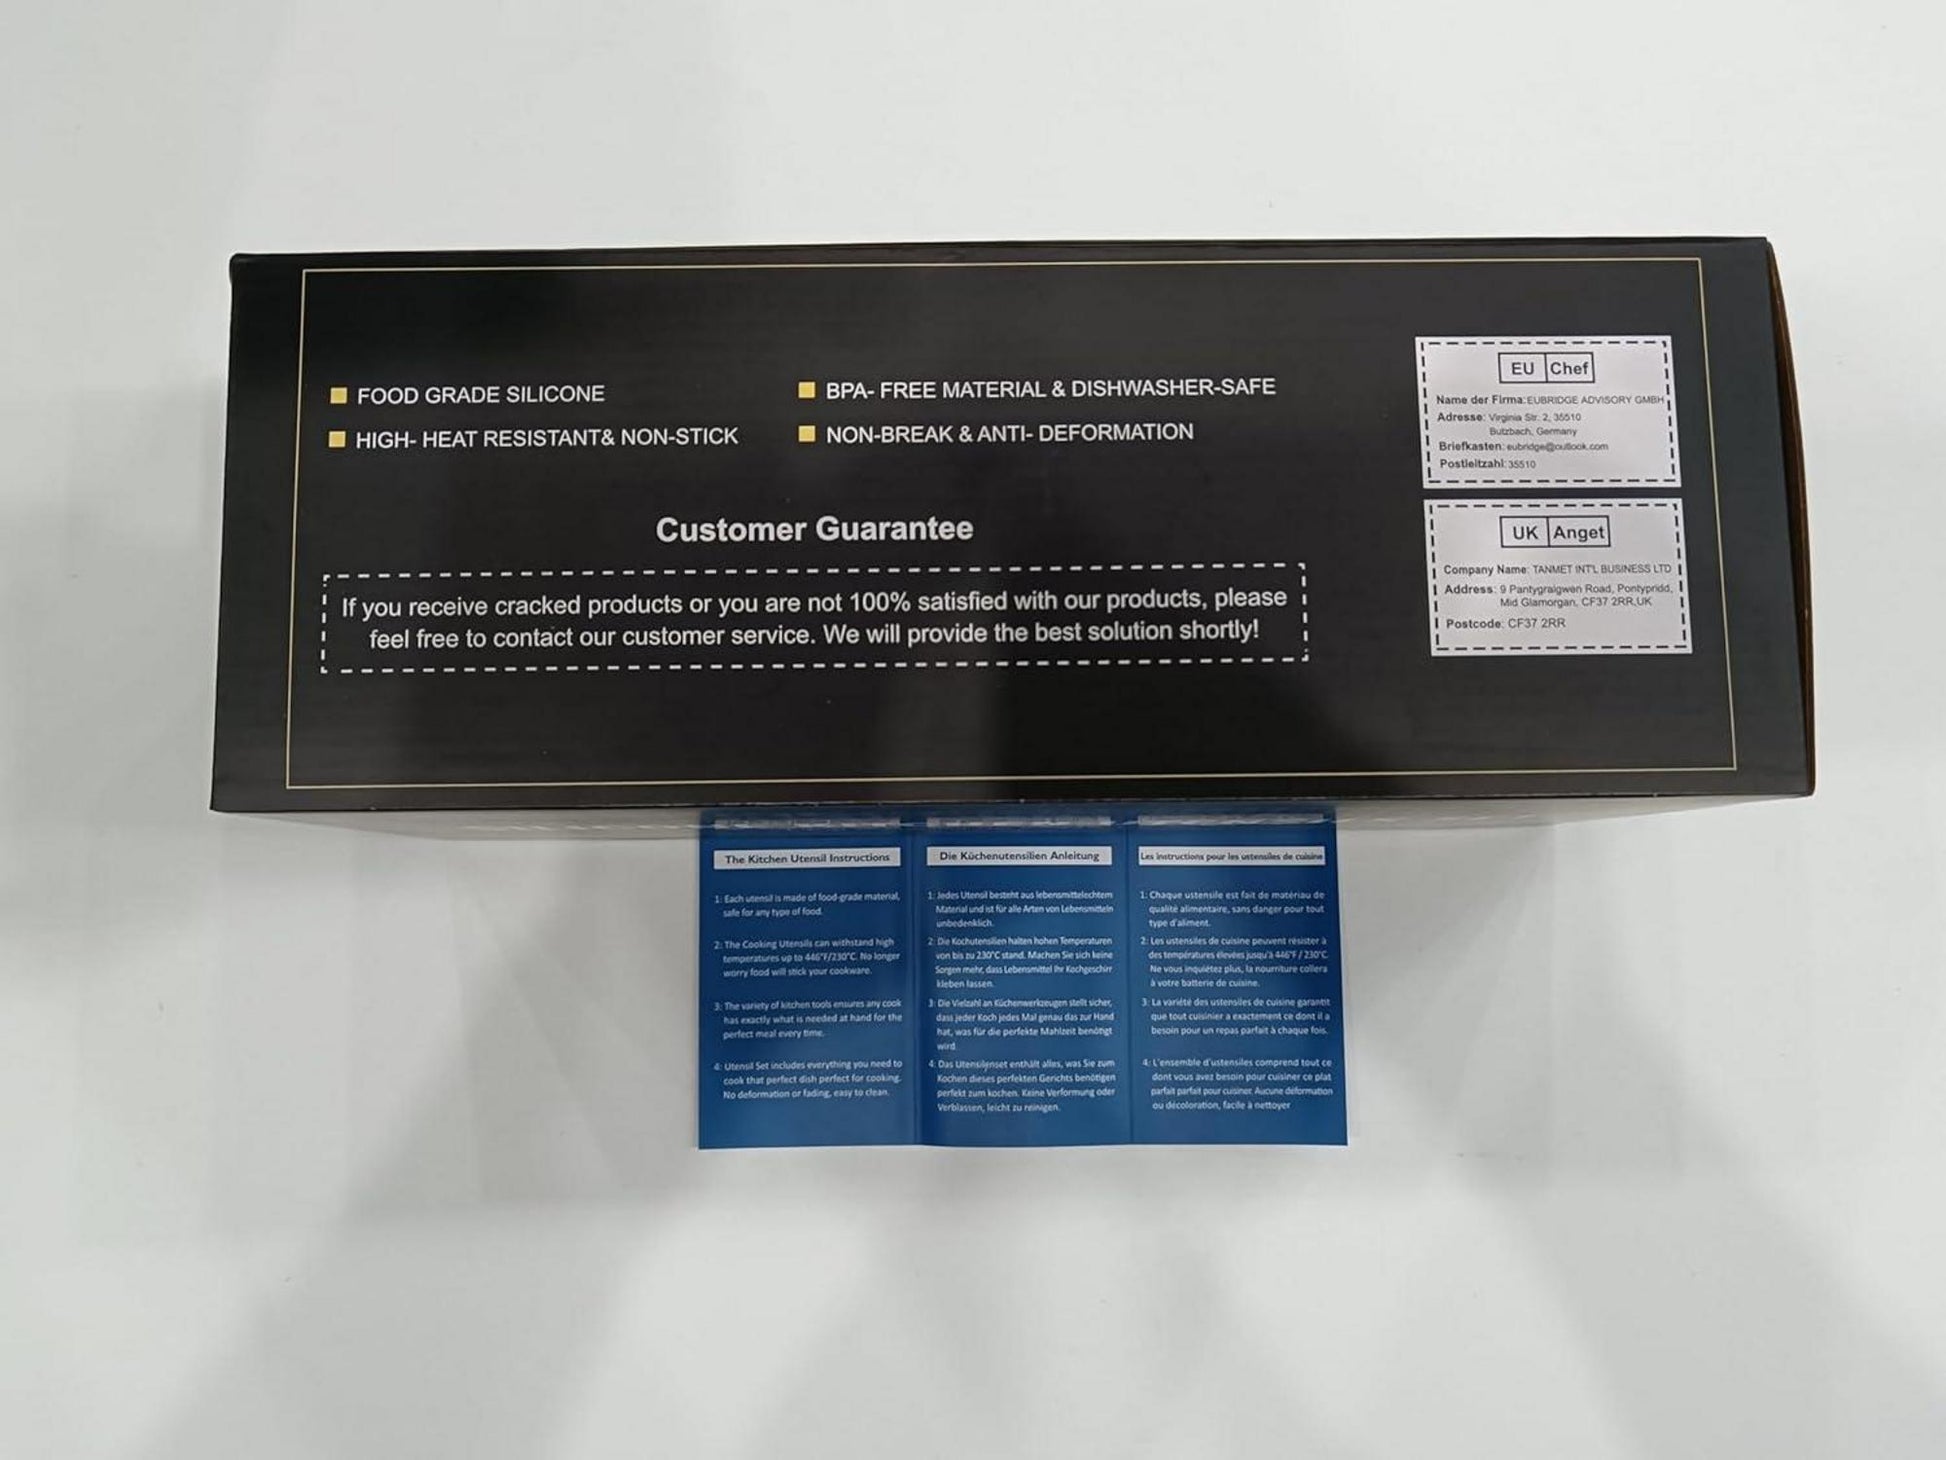 FOOD GRADE SILICONE
BPA- FREE MATERIAL & DISHWASHER-SAFE
HIGH- HEAT RESISTANT& NON-STICK
NON-BREAK & ANTI- DEFORMATION
Customer Guarantee
If you receive cracked products or you are not 100% satisfied with our products, please
feel free to contact our customer service. We will provide the best solution shortly!
EU Chef
Name der Firma: EUBRIDGE ADVISORY GMBH
Adresse: Virginia Str. 2, 35510
Butzbach, Germany
Briefkasten: eubridge@outlook.com
Postleitzahl: 35510
UK Anget
Company Name: TANMET INT'L BUSINESS LTD
Address: 9 Pantygraigwen Road, Pontypridd,
Mid Glamorgan, CF37 2RR,UK
Postcode: CF37 2RR
The Kitchen Utensil Instructions
1: Each utensil is made of food-grade material,
safe for any type of food.
2: The Cooking Utensils can withstand high
temperatures up to 446°F/230°C. No longer
worry food will stick your cookware.
3: The variety of kitchen tools ensures any cook
has exactly what is needed at hand for the
perfect meal every time.
4: Utensil Set includes everything you need to
cook that perfect dish perfect for cooking.
No deformation or fading, easy to clean.
Die Küchenutensilien Anleitung
1: Jedes Utensil besteht aus lebensmittelechtem
Material und ist für alle Arten von Lebensmitteln
unbedenklich.
2: Die Kochutensilien halten hohen Temperaturen
von bis zu 230°C stand. Machen Sie sich keine
Sorgen mehr, dass Lebensmittel Ihr Kochgeschirr
kleben lassen.
3: Die Vielzahl an Küchenwerkzeugen stellt sicher,
dass jeder Koch jedes Mal genau das zur Hand
hat, was für die perfekte Mahlzeit benötigt
wird.
4: Das Utensilienset enthält alles, was Sie zum
Kochen dieses perfekten Gerichts benötigen
perfekt zum kochen. Keine Verformung oder
Verblassen, leicht zu reinigen.
Les instructions pour les ustensiles de cuisine
1: Chaque ustensile est fait de matériau de
qualité alimentaire, sans danger pour tout
type d'aliment.
2: Les ustensiles de cuisine peuvent résister à
des températures élevées jusqu'à 446°F / 230°C
Ne vous inquiétez plus, la nourriture collera
à votre batterie de cuisine.
3: La variété des ustensiles de cuisine garantit
que tout cuisinier a exactement ce dont il a
besoin pour un repas parfait à chaque fois.
4: L'ensemble d'ustensiles comprend tout ce
dont vous avez besoin pour cuisiner ce plat
parfait parfait pour cuisiner. Aucune déformation
ou décoloration, facile à nettoyer